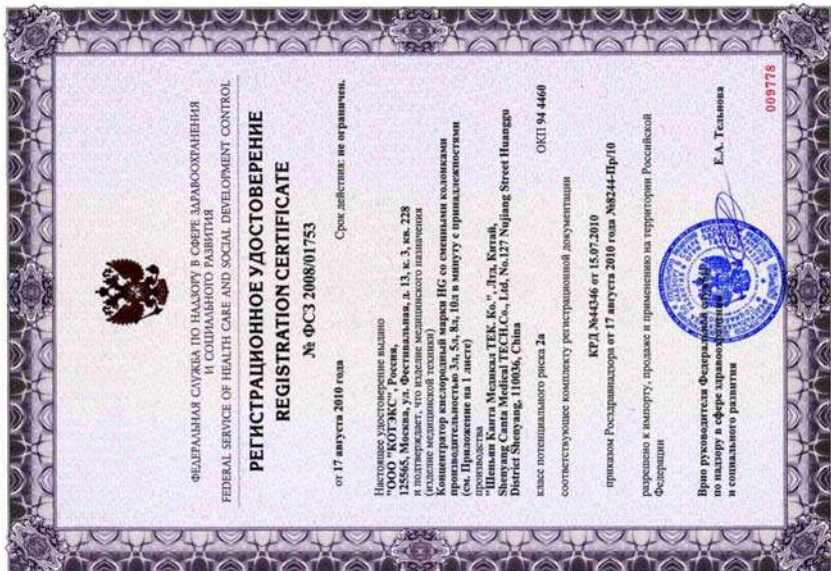 ФЕДЕРАЛЬНАЯ СЛУЖБА ПО НАДЗОРУ В СФЕРЕ ЗДРАВООХРАНЕНИЯ
И СОЦИАЛЬНОГО РАЗВИТИЯ
FEDERAL SERVICE OF HEALTH CARE AND SOCIAL DEVELOPMENT CONTROL
РЕГИСТРАЦИОННОЕ УДОСТОВЕРЕНИЕ
REGISTRATION CERTIFICATE
№ ФСЗ 2008/01753
от 17 августа 2010 года Срок действия: не ограничен.
Настоящее удостоверение выдано
"ООО "КОТЭКС", Россия,
125565, Москва, ул. Фестивальная, д. 13, к. 3, кв. 228
и подтверждает, что изделие медицинского назначения
(изделие медицинской техники)
Концентратор кислородный марки HG со сменными колонками
производительностью 3л, 5л, 8л, 10л в минуту с принадлежностями
(см. Приложение на 1 листе)
производства
"Шеньян Канта Медикал ТЕК. Ко.", Лтд, Китай,
Shenyang Canta Medical TECH.Co., Ltd, No.127 Nujiang Street Huanggu
District Shenyang, 110036, China
класс потенциального риска 2а ОКП 94 4460
соответствующее комплекту регистрационной документации
КРД №44346 от 15.07.2010
приказом Росздравнадзора от 17 августа 2010 года №8244-Пр/10
разрешено к импорту, продаже и применению на территории Российской
Федерации
Врио руководителя Федеральной службы
по надзору в сфере здравоохранения
и социального развития Е.А. Тельнова
009778